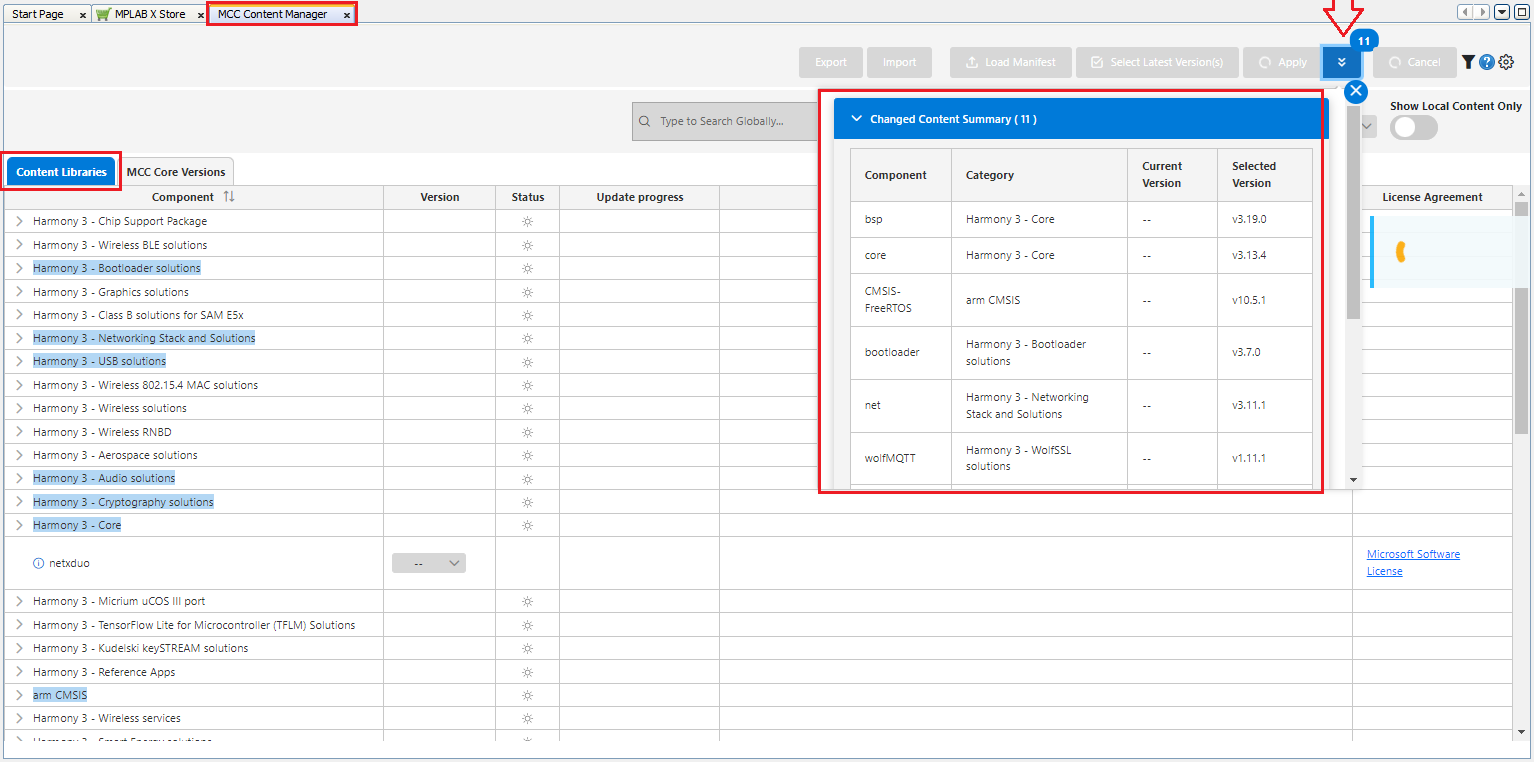 Start Page
MPLAB X Store
MCC Content Manager
11
Export
Import
Load Manifest
Select Latest Version(s)
Apply
Cancel
Type to Search Globally...
Changed Content Summary ( 11 )
Show Local Content Only
Content Libraries
MCC Core Versions
Component Category Current Version Selected Version
bsp Harmony 3 - Core -- v3.19.0
core Harmony 3 - Core -- v3.13.4
CMSIS-FreeRTOS arm CMSIS -- v10.5.1
bootloader Harmony 3 - Bootloader solutions -- v3.7.0
net Harmony 3 - Networking Stack and Solutions -- v3.11.1
wolfMQTT Harmony 3 - WolfSSL solutions -- v1.11.1
Component Version Status Update progress License Agreement
Harmony 3 - Chip Support Package
Harmony 3 - Wireless BLE solutions
Harmony 3 - Bootloader solutions
Harmony 3 - Graphics solutions
Harmony 3 - Class B solutions for SAM E5x
Harmony 3 - Networking Stack and Solutions
Harmony 3 - USB solutions
Harmony 3 - Wireless 802.15.4 MAC solutions
Harmony 3 - Wireless solutions
Harmony 3 - Wireless RNBD
Harmony 3 - Aerospace solutions
Harmony 3 - Audio solutions
Harmony 3 - Cryptography solutions
Harmony 3 - Core
netxduo -- Microsoft Software License
Harmony 3 - Micrium uCOS III port
Harmony 3 - TensorFlow Lite for Microcontroller (TFLM) Solutions
Harmony 3 - Kudelski keySTREAM solutions
Harmony 3 - Reference Apps
arm CMSIS
Harmony 3 - Wireless services
Harmony 3 - Smart Energy solutions